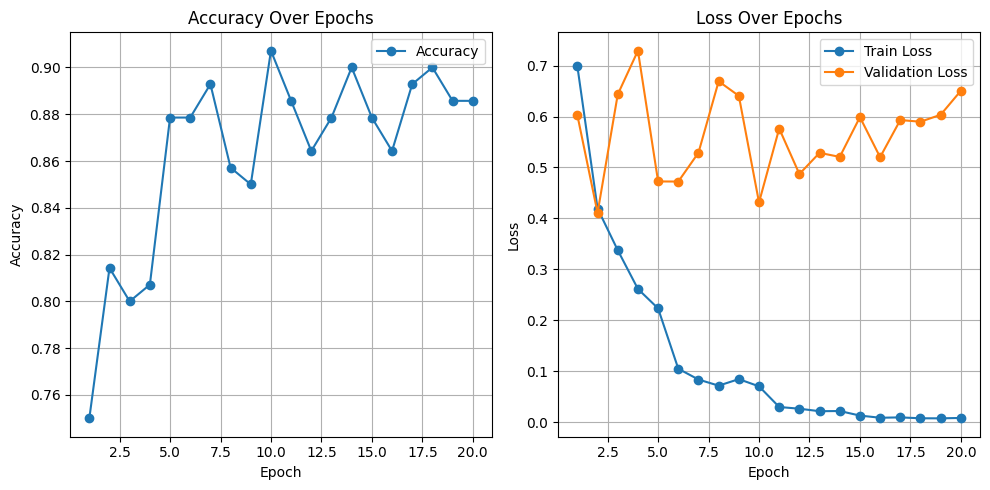 Accuracy Over Epochs
Accuracy
0.90
0.88
0.86
0.84
0.82
0.80
0.78
0.76
Accuracy
2.5 5.0 7.5 10.0 12.5 15.0 17.5 20.0
Epoch
Loss Over Epochs
Train Loss
Validation Loss
0.7
0.6
0.5
0.4
0.3
0.2
0.1
0.0
Loss
2.5 5.0 7.5 10.0 12.5 15.0 17.5 20.0
Epoch